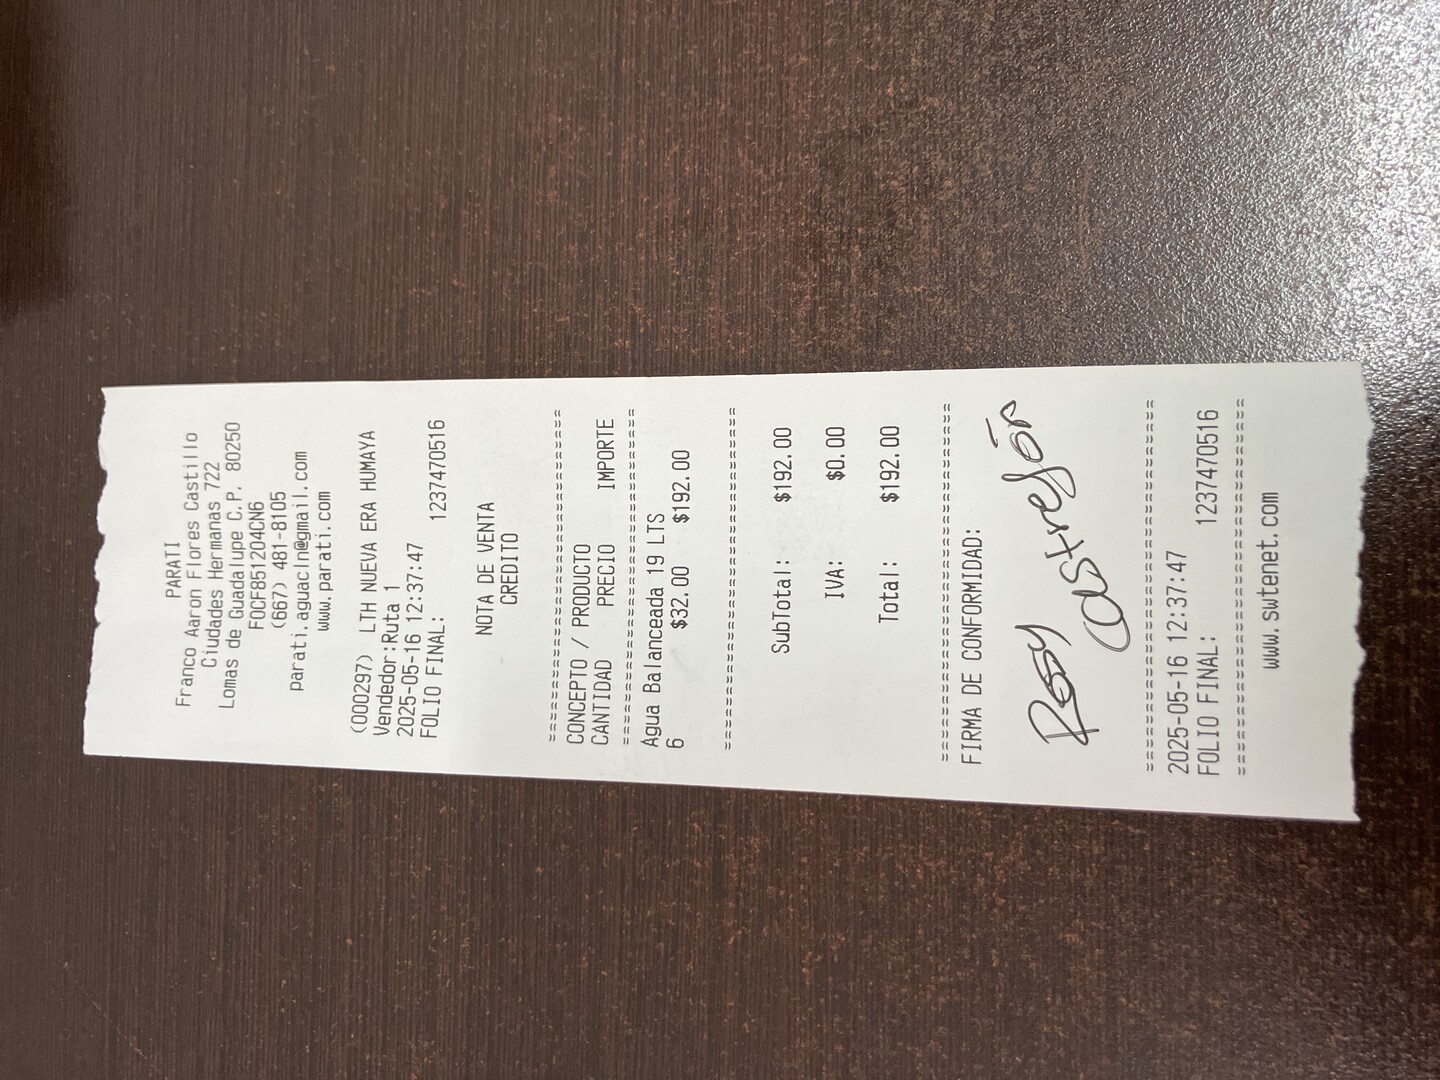 PARATI
Franco Aaron Flores Castillo
Ciudades Hermanas 722
Lomas de Guadalupe C.P. 80250
FOCF851204CN6
(667) 481-8105
parati.aguacln@gmail.com
www.parati.com
(000297) LTH NUEVA ERA HUMAYA
Vendedor:Ruta 1
2025-05-16 12:37:47
FOLIO FINAL: 1237470516
NOTA DE VENTA
CREDITO
==============================
CONCEPTO / PRODUCTO
CANTIDAD PRECIO IMPORTE
==============================
Agua Balanceada 19 LTS
6 $32.00 $192.00
==============================
SubTotal: $192.00
IVA: $0.00
Total: $192.00
==============================
FIRMA DE CONFORMIDAD:
Rosy
Castrejón
==============================
2025-05-16 12:37:47
FOLIO FINAL: 1237470516
==============================
www.swtenet.com